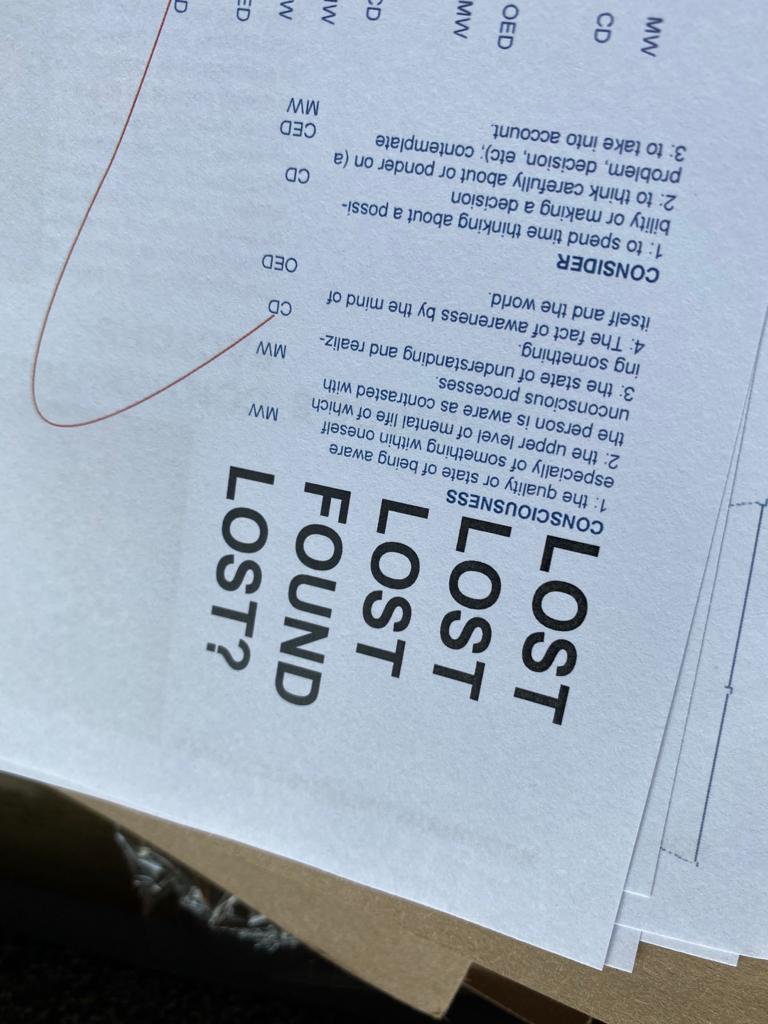 LOST
LOST
LOST
FOUND
LOST?
CONSCIOUSNESS
1: the quality or state of being aware
especially of something within oneself
MW
2: the upper level of mental life of which
the person is aware as contrasted with
unconscious processes.
MW
3: the state of understanding and realiz-
ing something.
CD
4: The fact of awareness by the mind of
itself and the world.
OED
CONSIDER
1: to spend time thinking about a possi-
bility or making a decision
CD
2: to think carefully about or ponder on (a
problem, decision, etc); contemplate
CED
3: to take into account.
MW
MW
CD
OED
MW
CD
MW